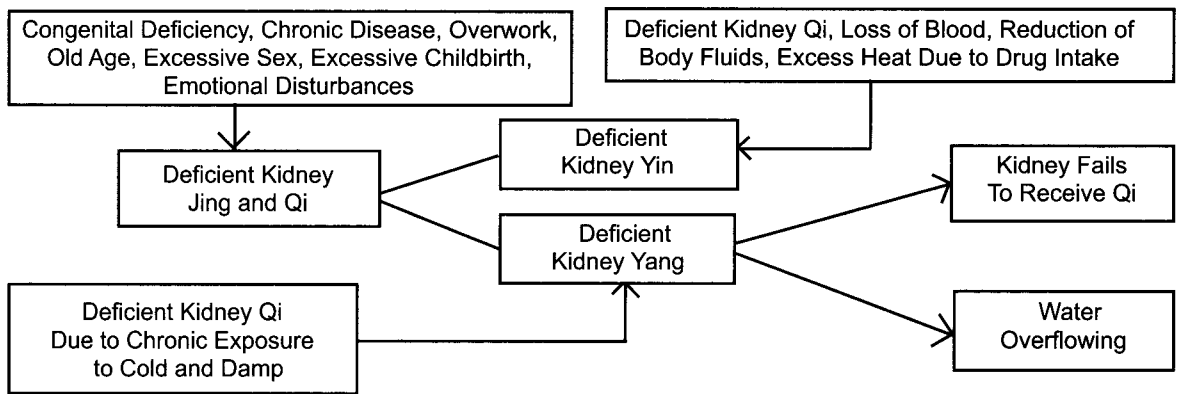 Congenital Deficiency, Chronic Disease, Overwork,
Old Age, Excessive Sex, Excessive Childbirth,
Emotional Disturbances
Deficient Kidney Qi, Loss of Blood, Reduction of
Body Fluids, Excess Heat Due to Drug Intake
Deficient Kidney
Jing and Qi
Deficient
Kidney Yin
Deficient
Kidney Yang
Kidney Fails
To Receive Qi
Deficient Kidney Qi
Due to Chronic Exposure
to Cold and Damp
Water
Overflowing